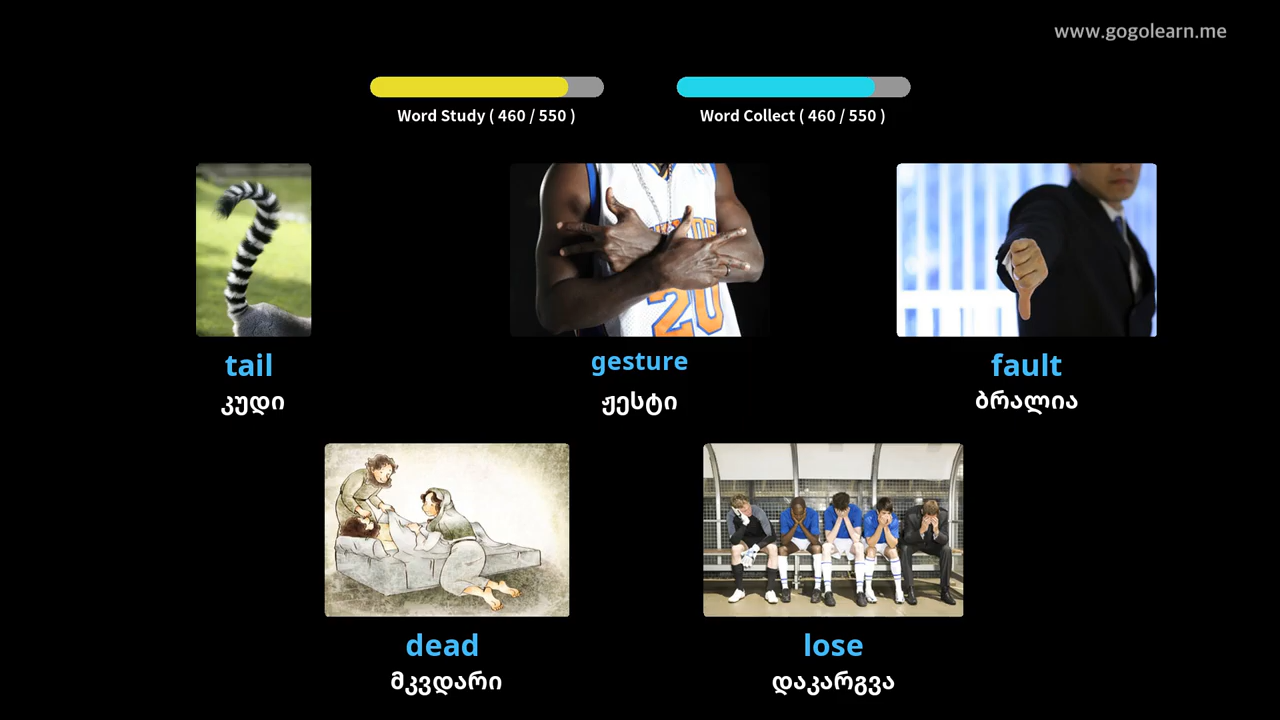 www.gogolearn.me
Word Study ( 460 / 550 )
Word Collect ( 460 / 550 )
20
tail
კუდი
gesture
ჟესტი
fault
ბრალია
dead
მკვდარი
lose
დაკარგვა